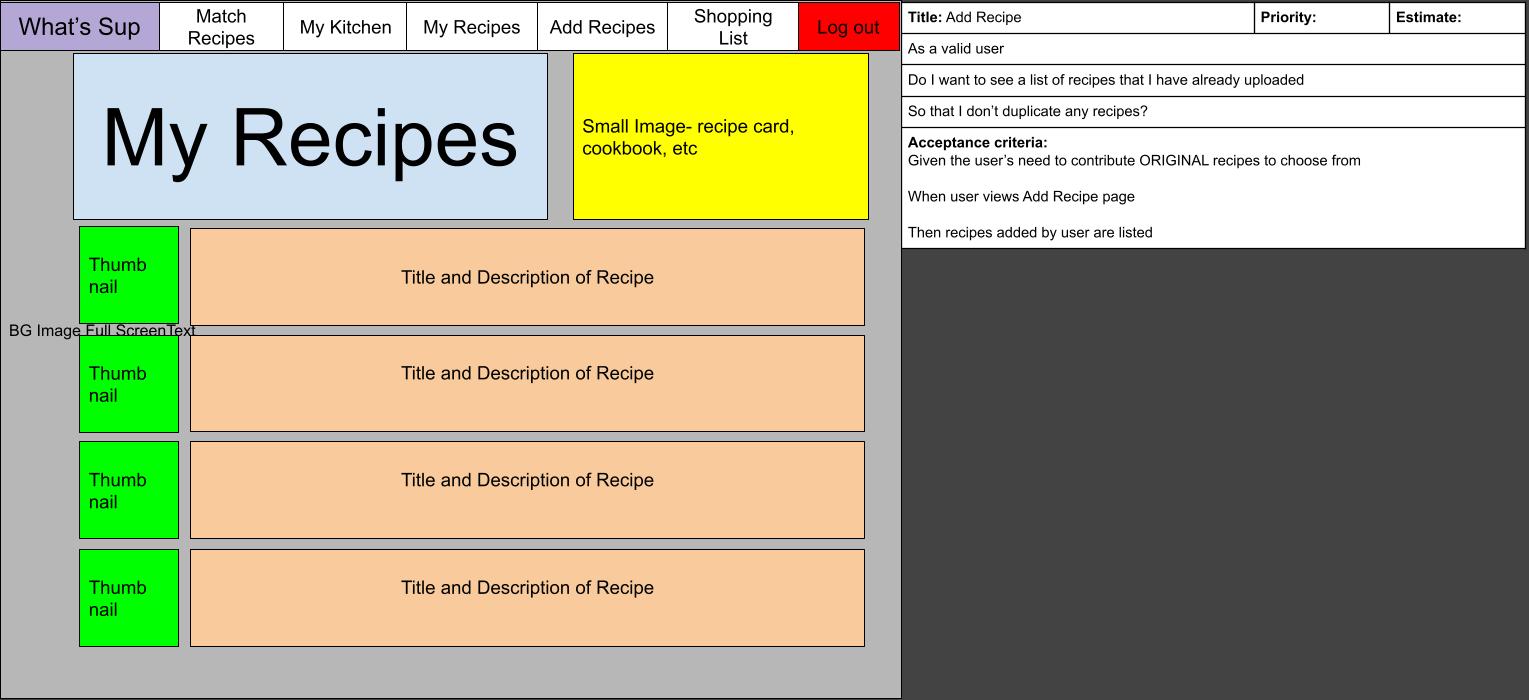 What's Sup
Match
Recipes
My Kitchen
My Recipes
Add Recipes
Shopping
List
Log out
My Recipes
Small Image- recipe card,
cookbook, etc
Thumb
nail
Title and Description of Recipe
BG Image Full ScreenText
Thumb
nail
Title and Description of Recipe
Thumb
nail
Title and Description of Recipe
Thumb
nail
Title and Description of Recipe
Title: Add Recipe
Priority:
Estimate:
As a valid user
Do I want to see a list of recipes that I have already uploaded
So that I don’t duplicate any recipes?
Acceptance criteria:
Given the user’s need to contribute ORIGINAL recipes to choose from
When user views Add Recipe page
Then recipes added by user are listed